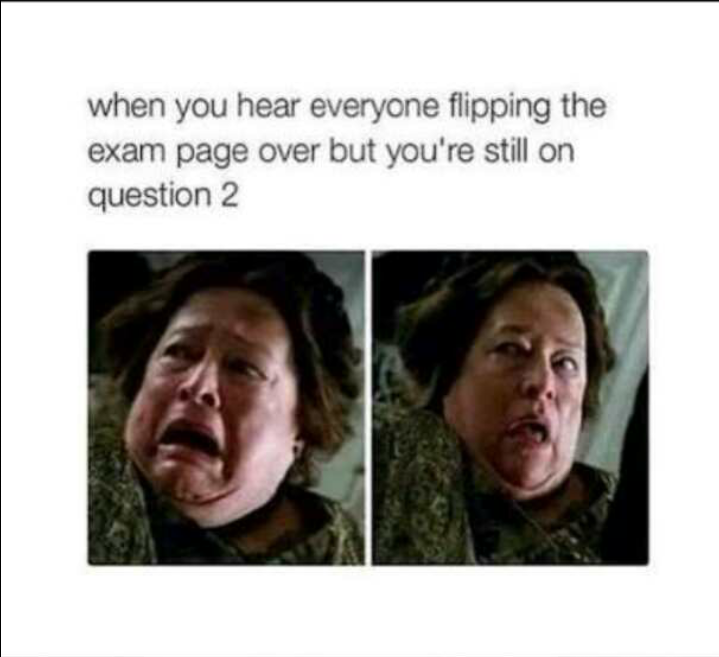 when you hear everyone flipping the
exam page over but you're still on
question 2